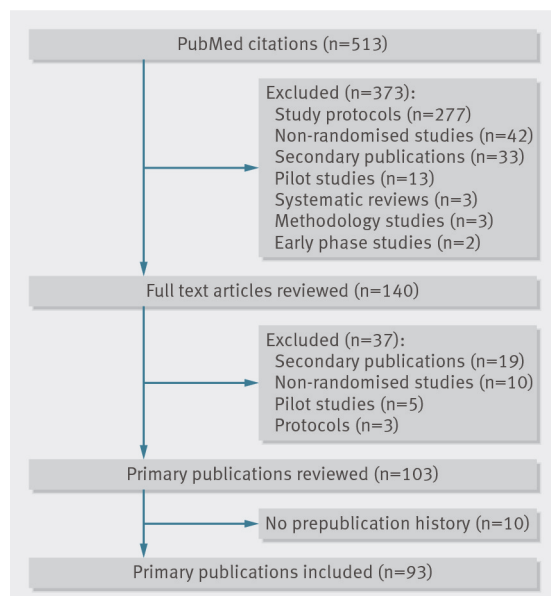 PubMed citations (n=513)
Excluded (n=373):
Study protocols (n=277)
Non-randomised studies (n=42)
Secondary publications (n=33)
Pilot studies (n=13)
Systematic reviews (n=3)
Methodology studies (n=3)
Early phase studies (n=2)
Full text articles reviewed (n=140)
Excluded (n=37):
Secondary publications (n=19)
Non-randomised studies (n=10)
Pilot studies (n=5)
Protocols (n=3)
Primary publications reviewed (n=103)
No prepublication history (n=10)
Primary publications included (n=93)